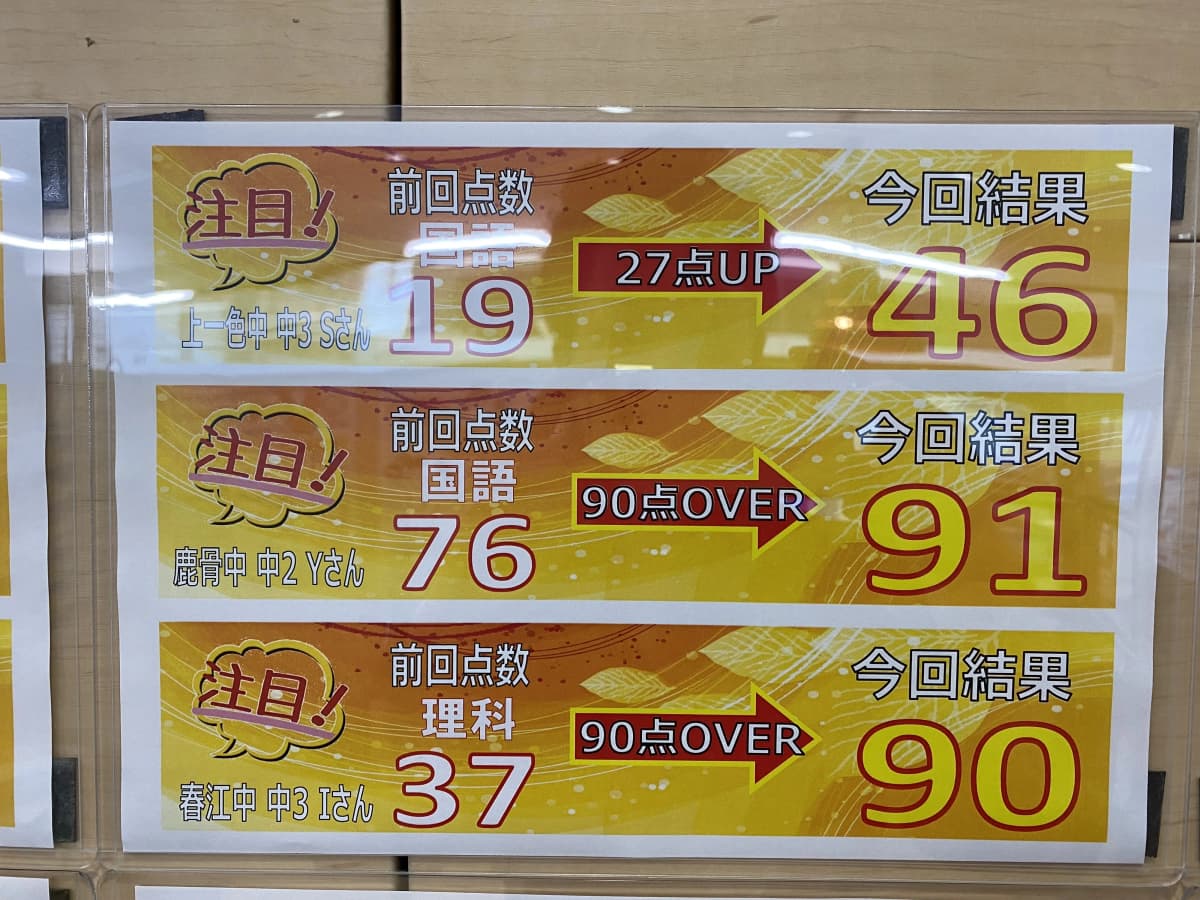 注目!
前回点数
今回結果
国語
27点UP
19
46
上一色中 中3 Sさん
注目!
前回点数
今回結果
国語
90点OVER
76
91
鹿骨中 中2 Yさん
注目!
前回点数
今回結果
理科
90点OVER
37
90
春江中 中3 Iさん